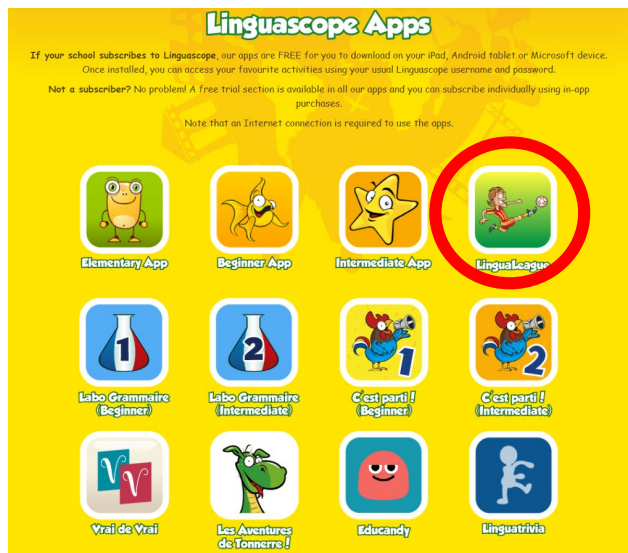 Linguascope Apps
If your school subscribes to Linguascope, our apps are FREE for you to download on your iPad, Android tablet or Microsoft device.
Once installed, you can access your favourite activities using your usual Linguascope username and password.
Not a subscriber? No problem! A free trial section is available in all our apps and you can subscribe individually using in-app
purchases.
Note that an Internet connection is required to use the apps.
Elementary App
Beginner App
Intermediate App
LinguaLeague
1
2
1
2
Labo Grammaire
(Beginner)
Labo Grammaire
(Intermediate)
C'est parti !
(Beginner)
C'est parti !
(Intermediate)
V V
Vrai de Vrai
Les Aventures
de Tonnerre !
Educandy
Linguatrivia